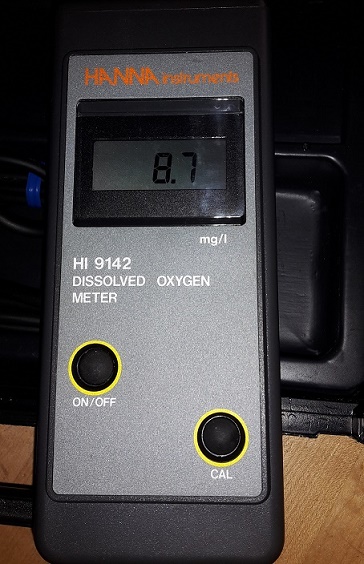 HANNA instruments
8.7
mg/l
HI 9142
DISSOLVED OXYGEN
METER
ON/OFF
CAL